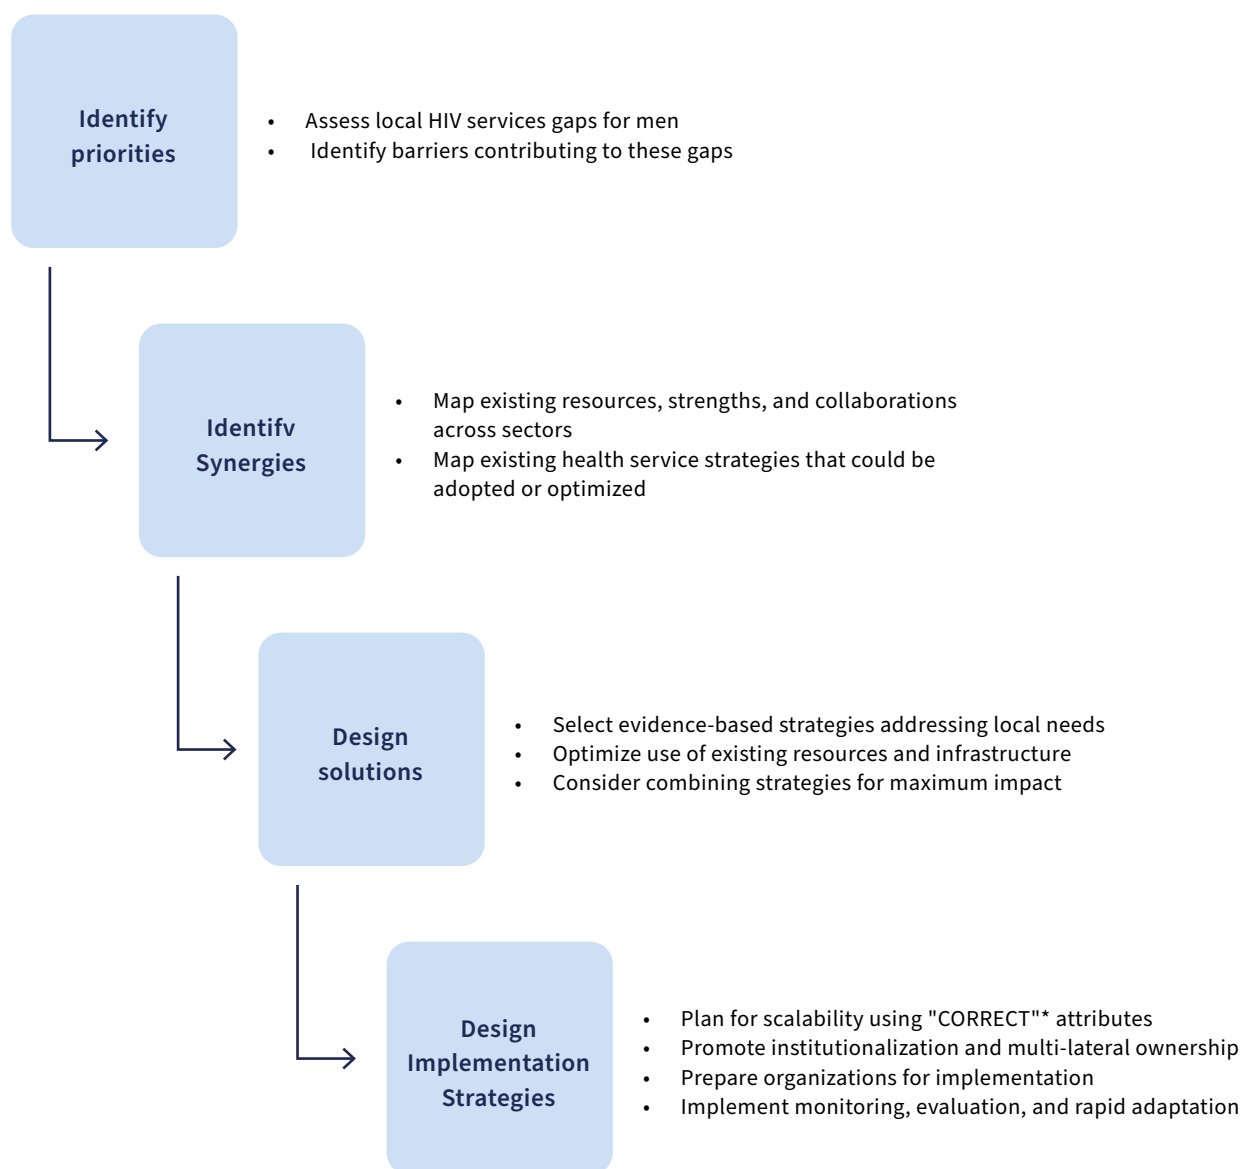 Identify
priorities
• Assess local HIV services gaps for men
• Identify barriers contributing to these gaps
Identifv
Synergies
• Map existing resources, strengths, and collaborations
across sectors
• Map existing health service strategies that could be
adopted or optimized
Design
solutions
• Select evidence-based strategies addressing local needs
• Optimize use of existing resources and infrastructure
• Consider combining strategies for maximum impact
Design
Implementation
Strategies
• Plan for scalability using "CORRECT"* attributes
• Promote institutionalization and multi-lateral ownership
• Prepare organizations for implementation
• Implement monitoring, evaluation, and rapid adaptation